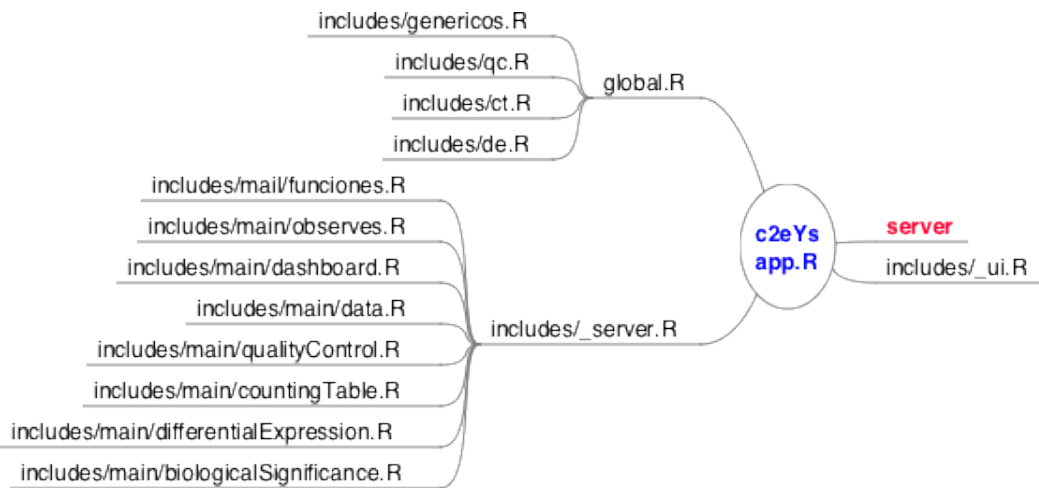 includes/genericos.R
includes/qc.R
includes/ct.R
includes/de.R
global.R
includes/mail/funciones.R
includes/main/observes.R
includes/main/dashboard.R
includes/main/data.R
includes/main/qualityControl.R
includes/main/countingTable.R
includes/main/differentialExpression.R
includes/main/biologicalSignificance.R
includes/_server.R
c2eYs
app.R
server
includes/_ui.R